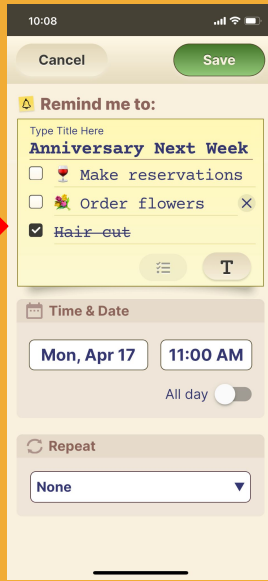 10:08
Cancel Save
Remind me to:
Type Title Here
Anniversary Next Week
Make reservations
Order flowers
Hair cut
T
Time & Date
Mon, Apr 17 11:00 AM
All day
Repeat
None